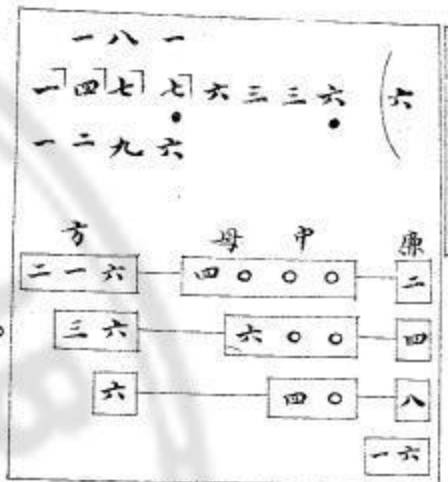 一八一
一四七七六三三六 六
一二九六
方 母 中 廉
二一六 四〇〇〇 二
三六 六〇〇 四
六 四〇 八
一六